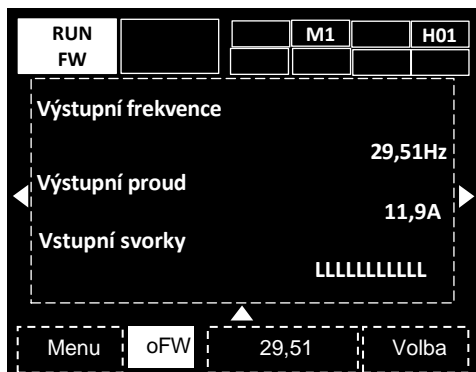 RUN M1 H01
FW
Výstupní frekvence
29,51Hz
Výstupní proud
11,9A
Vstupní svorky
LLLLLLLLLLL
Menu oFW 29,51 Volba